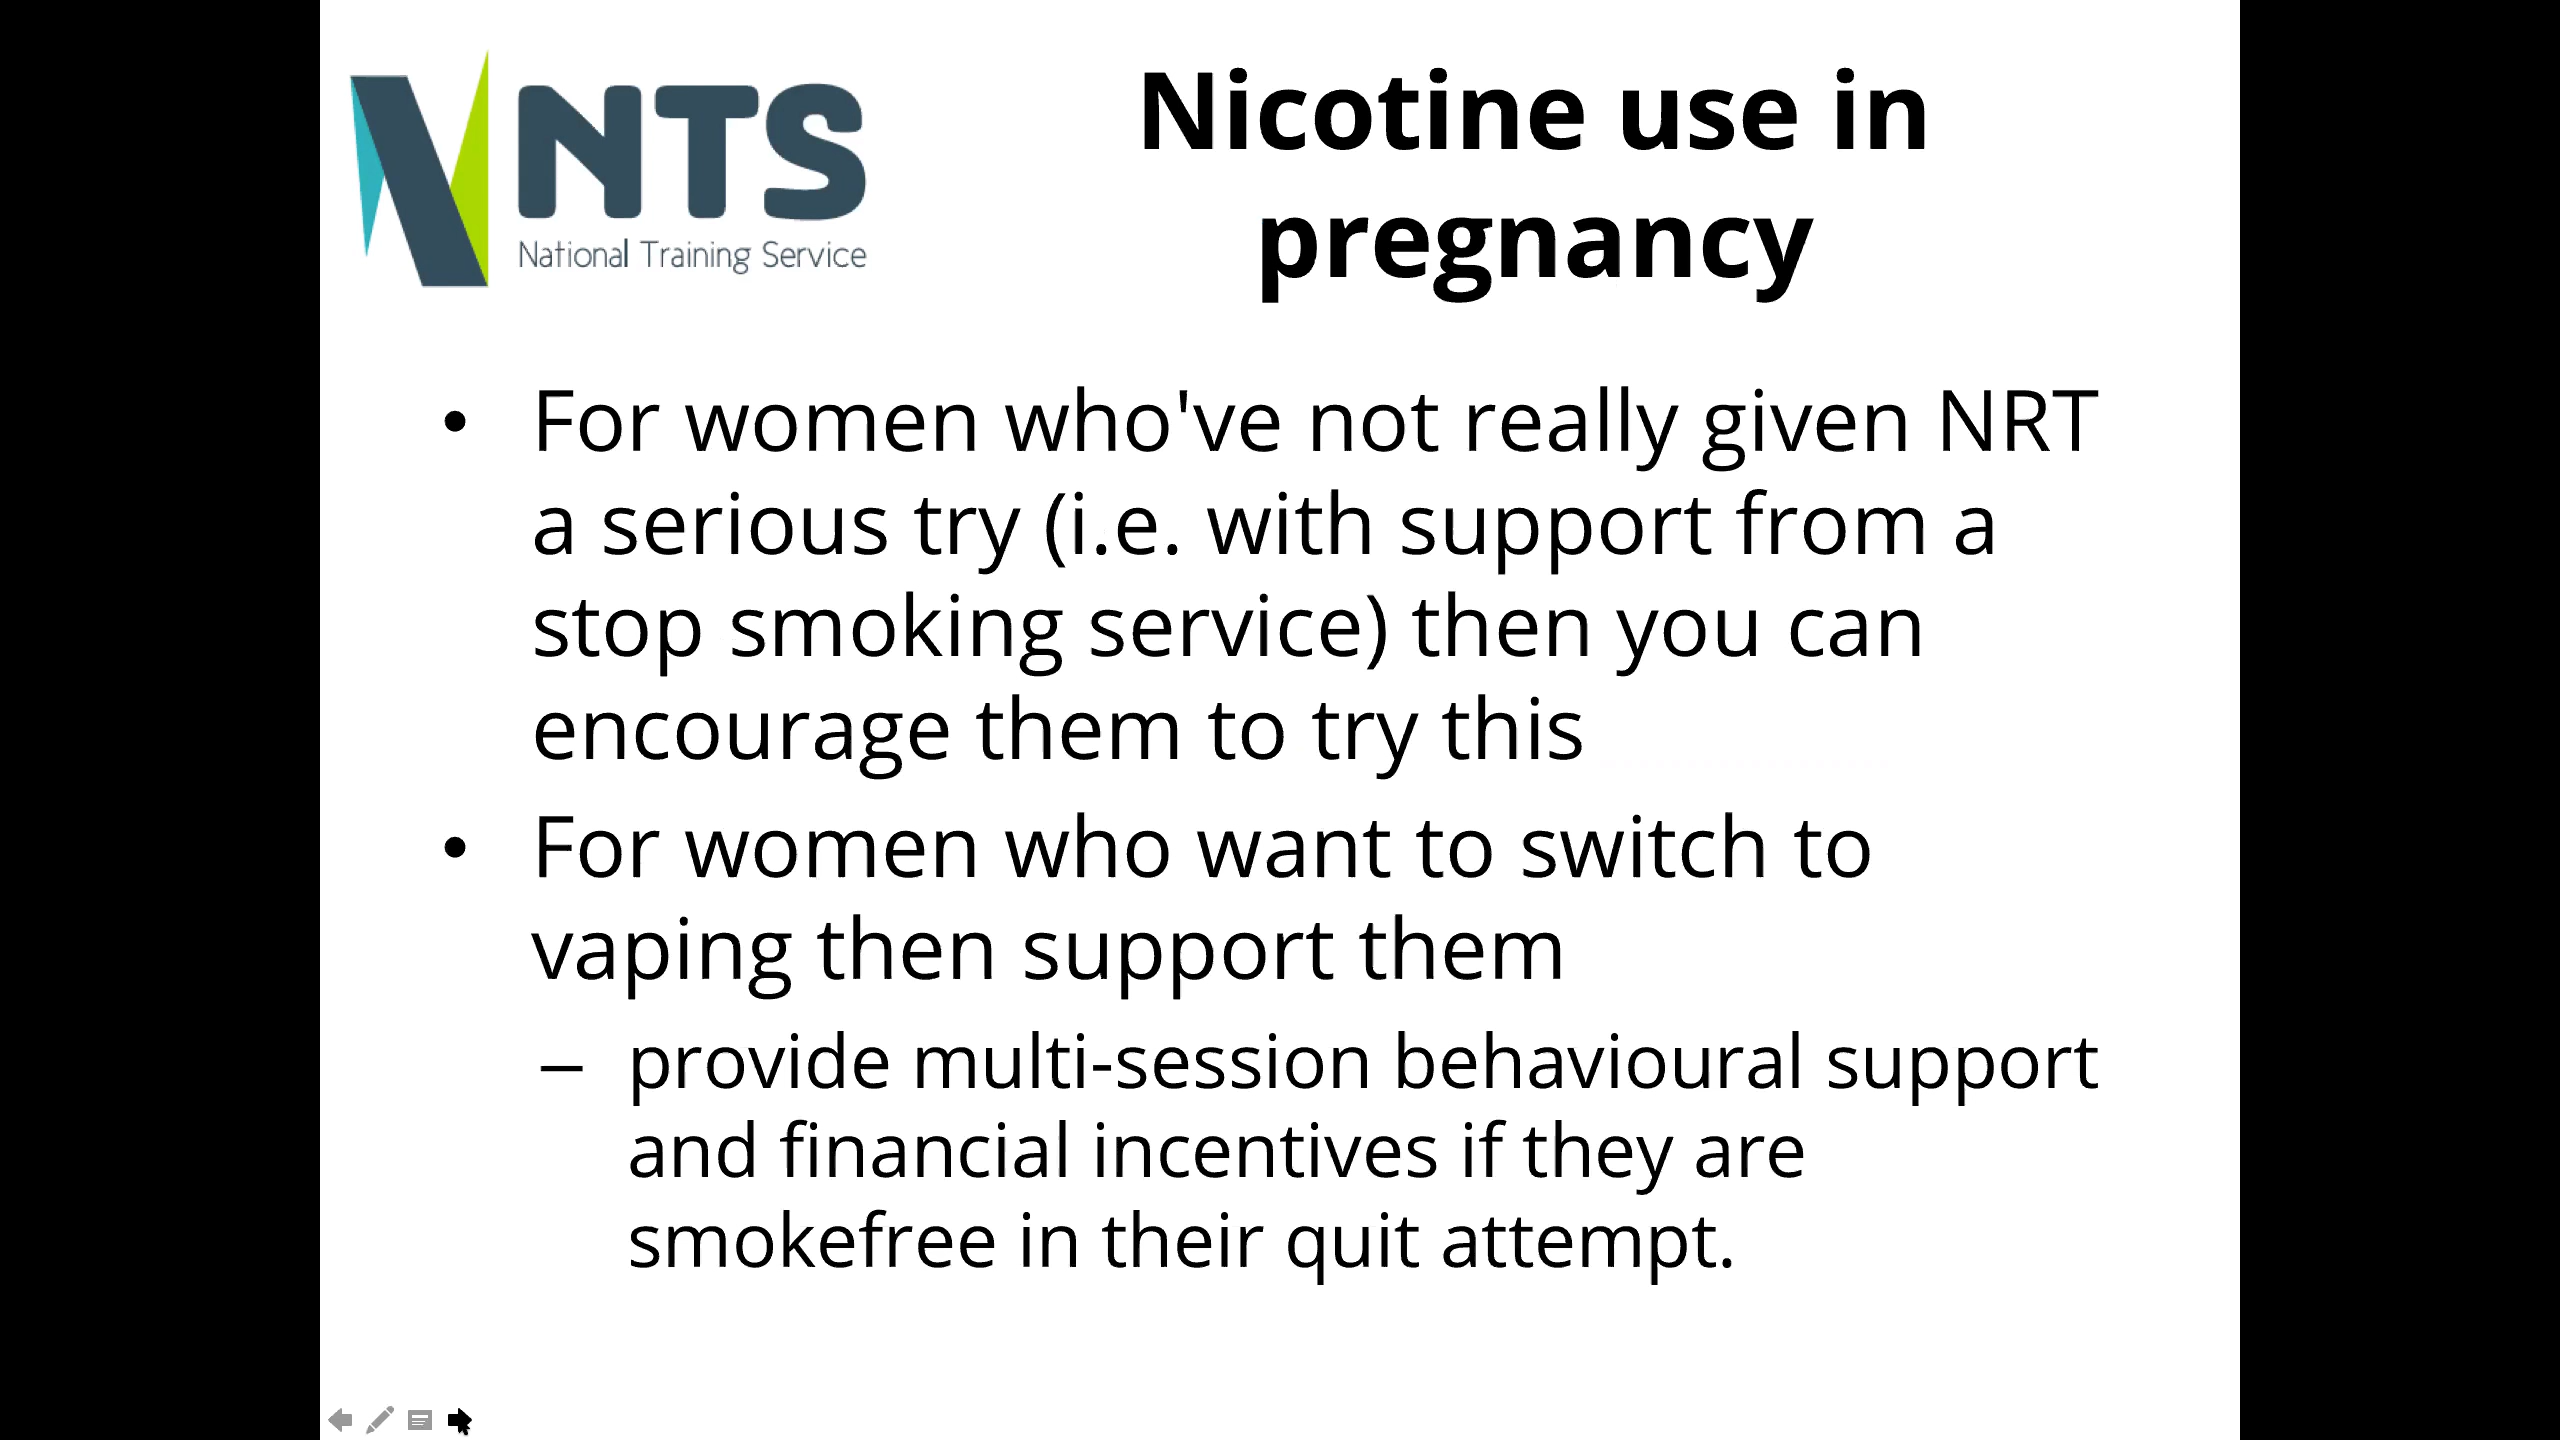 NTS
National Training Service
Nicotine use in
pregnancy
• For women who've not really given NRT
a serious try (i.e. with support from a
stop smoking service) then you can
encourage them to try this
• For women who want to switch to
vaping then support them
– provide multi-session behavioural support
and financial incentives if they are
smokefree in their quit attempt.